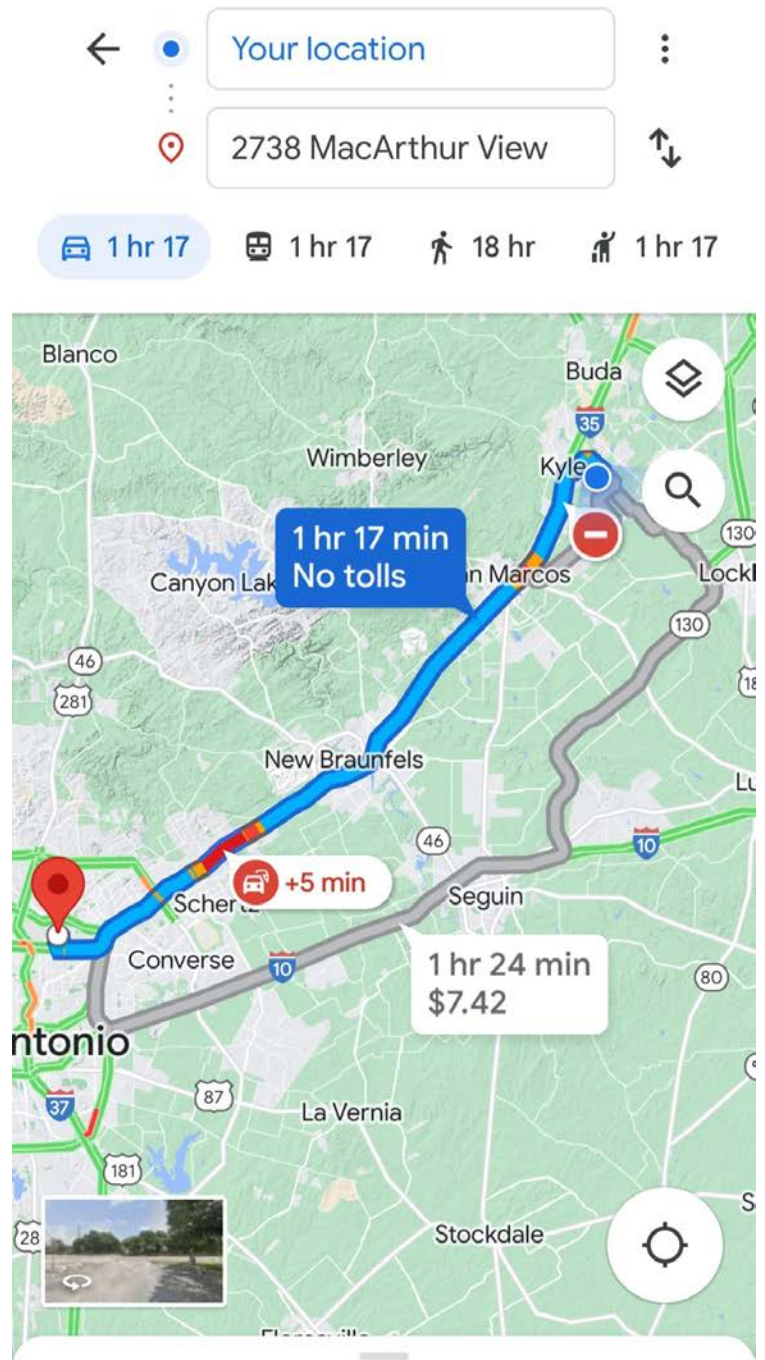 Your location
2738 MacArthur View
1 hr 17
1 hr 17
18 hr
1 hr 17
Blanco
Buda
35
Wimberley
Kyle
1 hr 17 min
No tolls
130
Canyon Lak
n Marcos
Lockl
130
46
281
18
New Braunfels
Lu
46
10
+5 min
Schertz
Seguin
Converse
10
1 hr 24 min
$7.42
80
ntonio
37
87
La Vernia
181
28
S
Stockdale